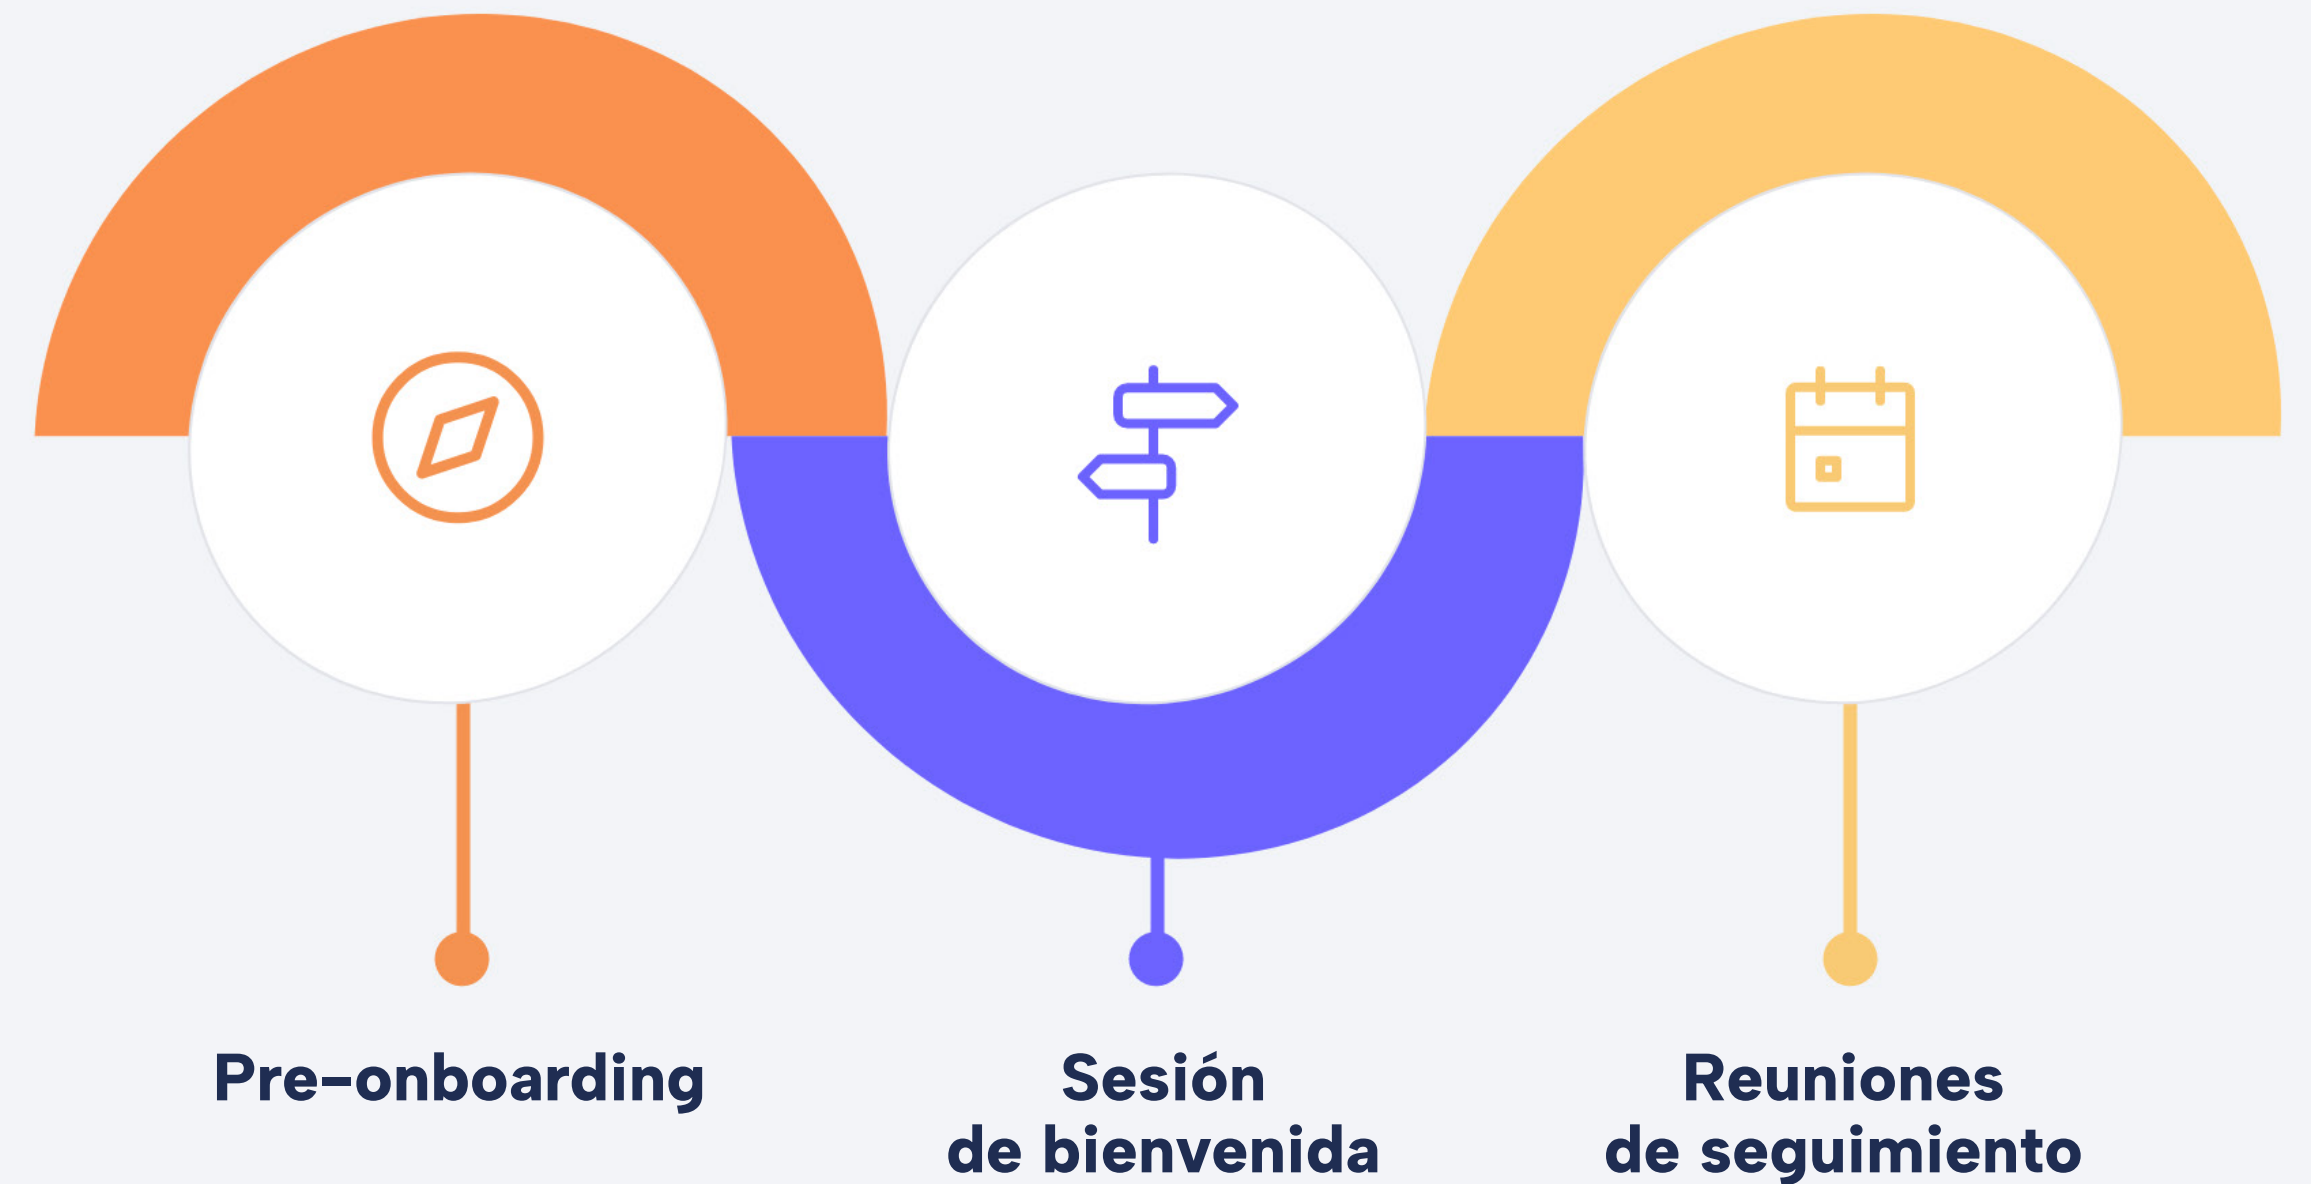 Pre-onboarding
Sesión
de bienvenida
Reuniones
de seguimiento